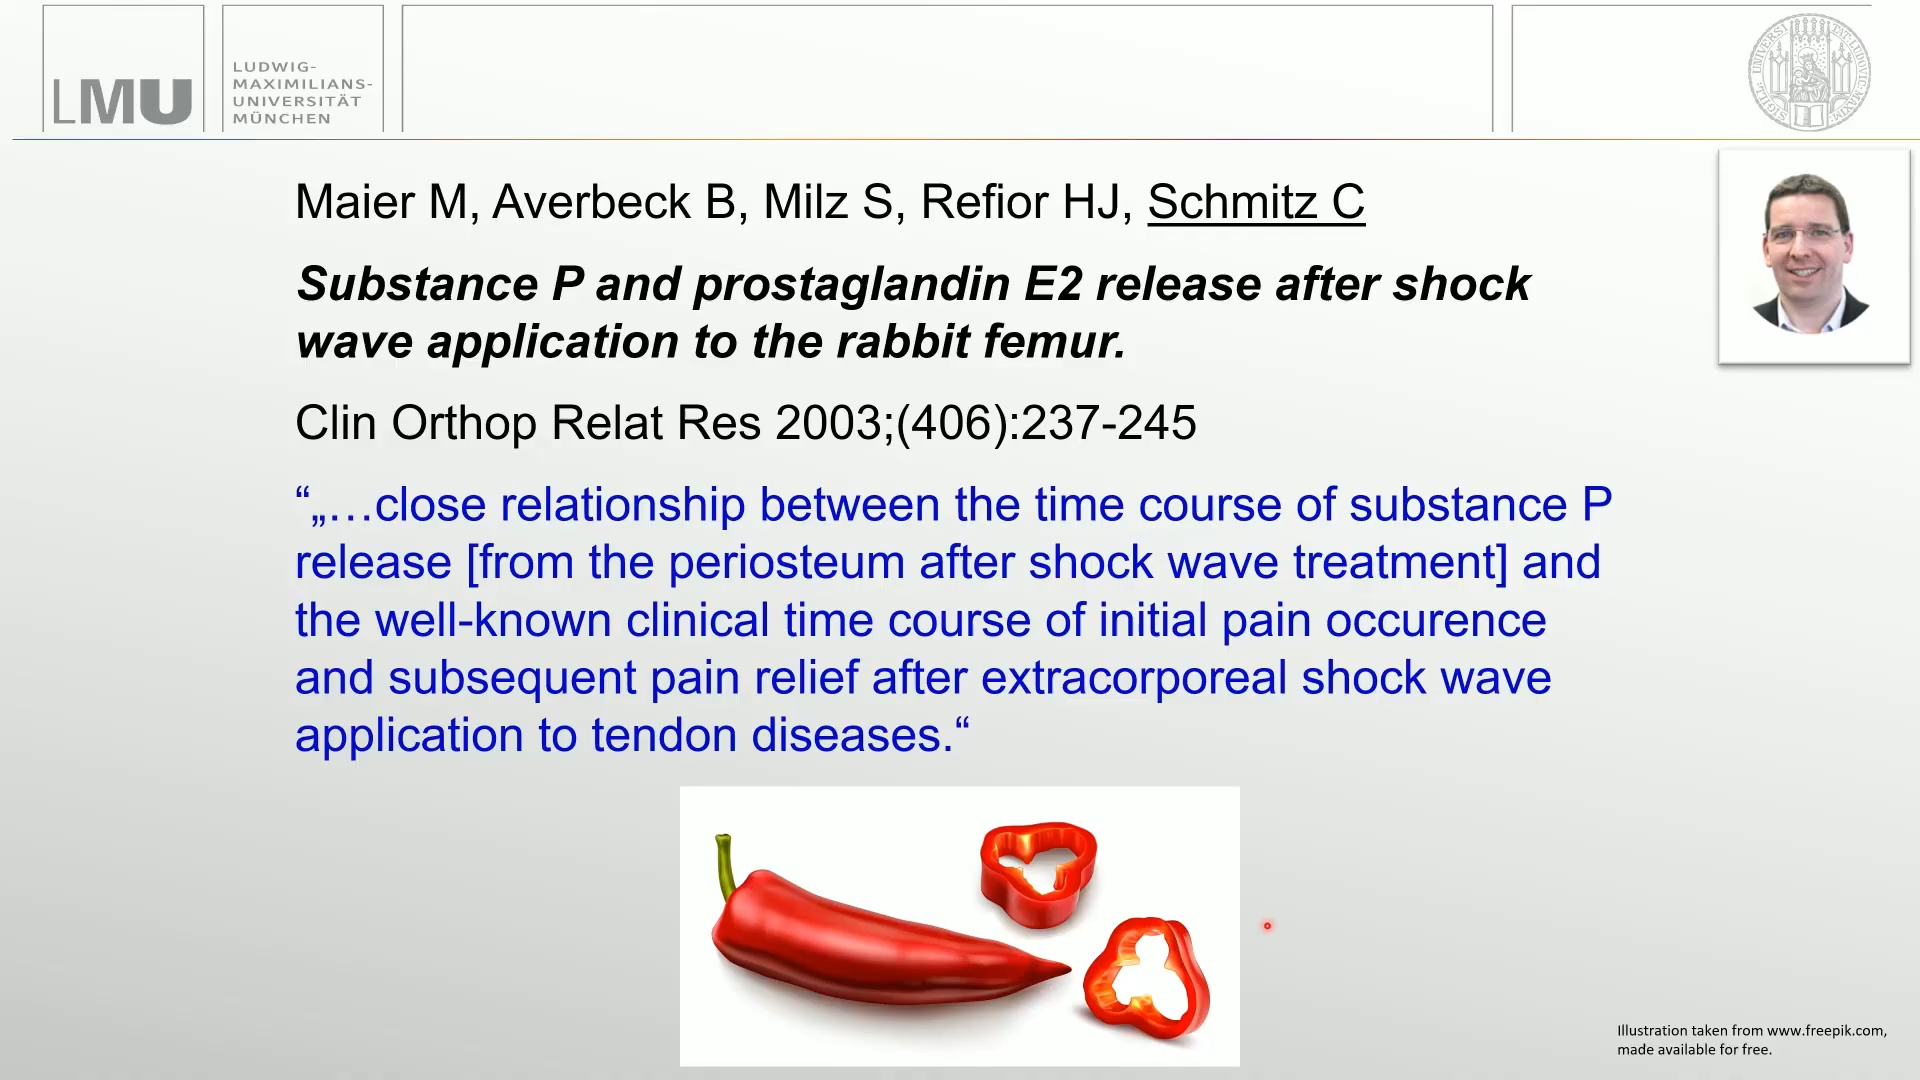 LMU
LUDWIG-
MAXIMILIANS-
UNIVERSITÄT
MÜNCHEN
Maier M, Averbeck B, Milz S, Refior HJ, Schmitz C
Substance P and prostaglandin E2 release after shock
wave application to the rabbit femur.
Clin Orthop Relat Res 2003;(406):237-245
“„…close relationship between the time course of substance P
release [from the periosteum after shock wave treatment] and
the well-known clinical time course of initial pain occurence
and subsequent pain relief after extracorporeal shock wave
application to tendon diseases.“
Illustration taken from www.freepik.com,
made available for free.